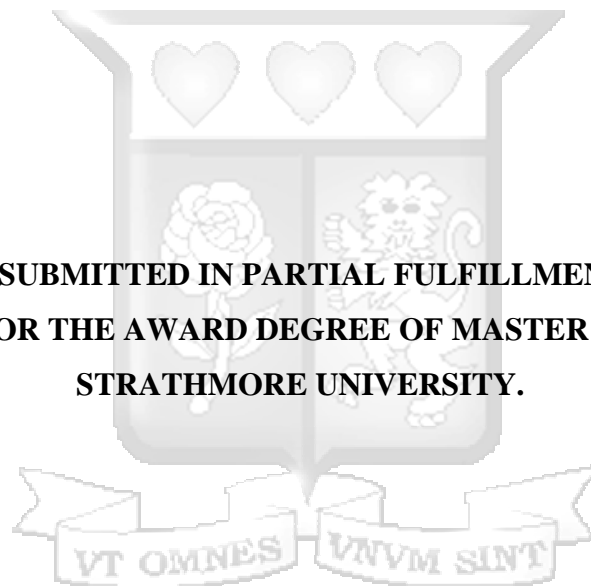 SUBMITTED IN PARTIAL FULFILLMEN
OR THE AWARD DEGREE OF MASTER
STRATHMORE UNIVERSITY.
VT OMNES VNVM SINT